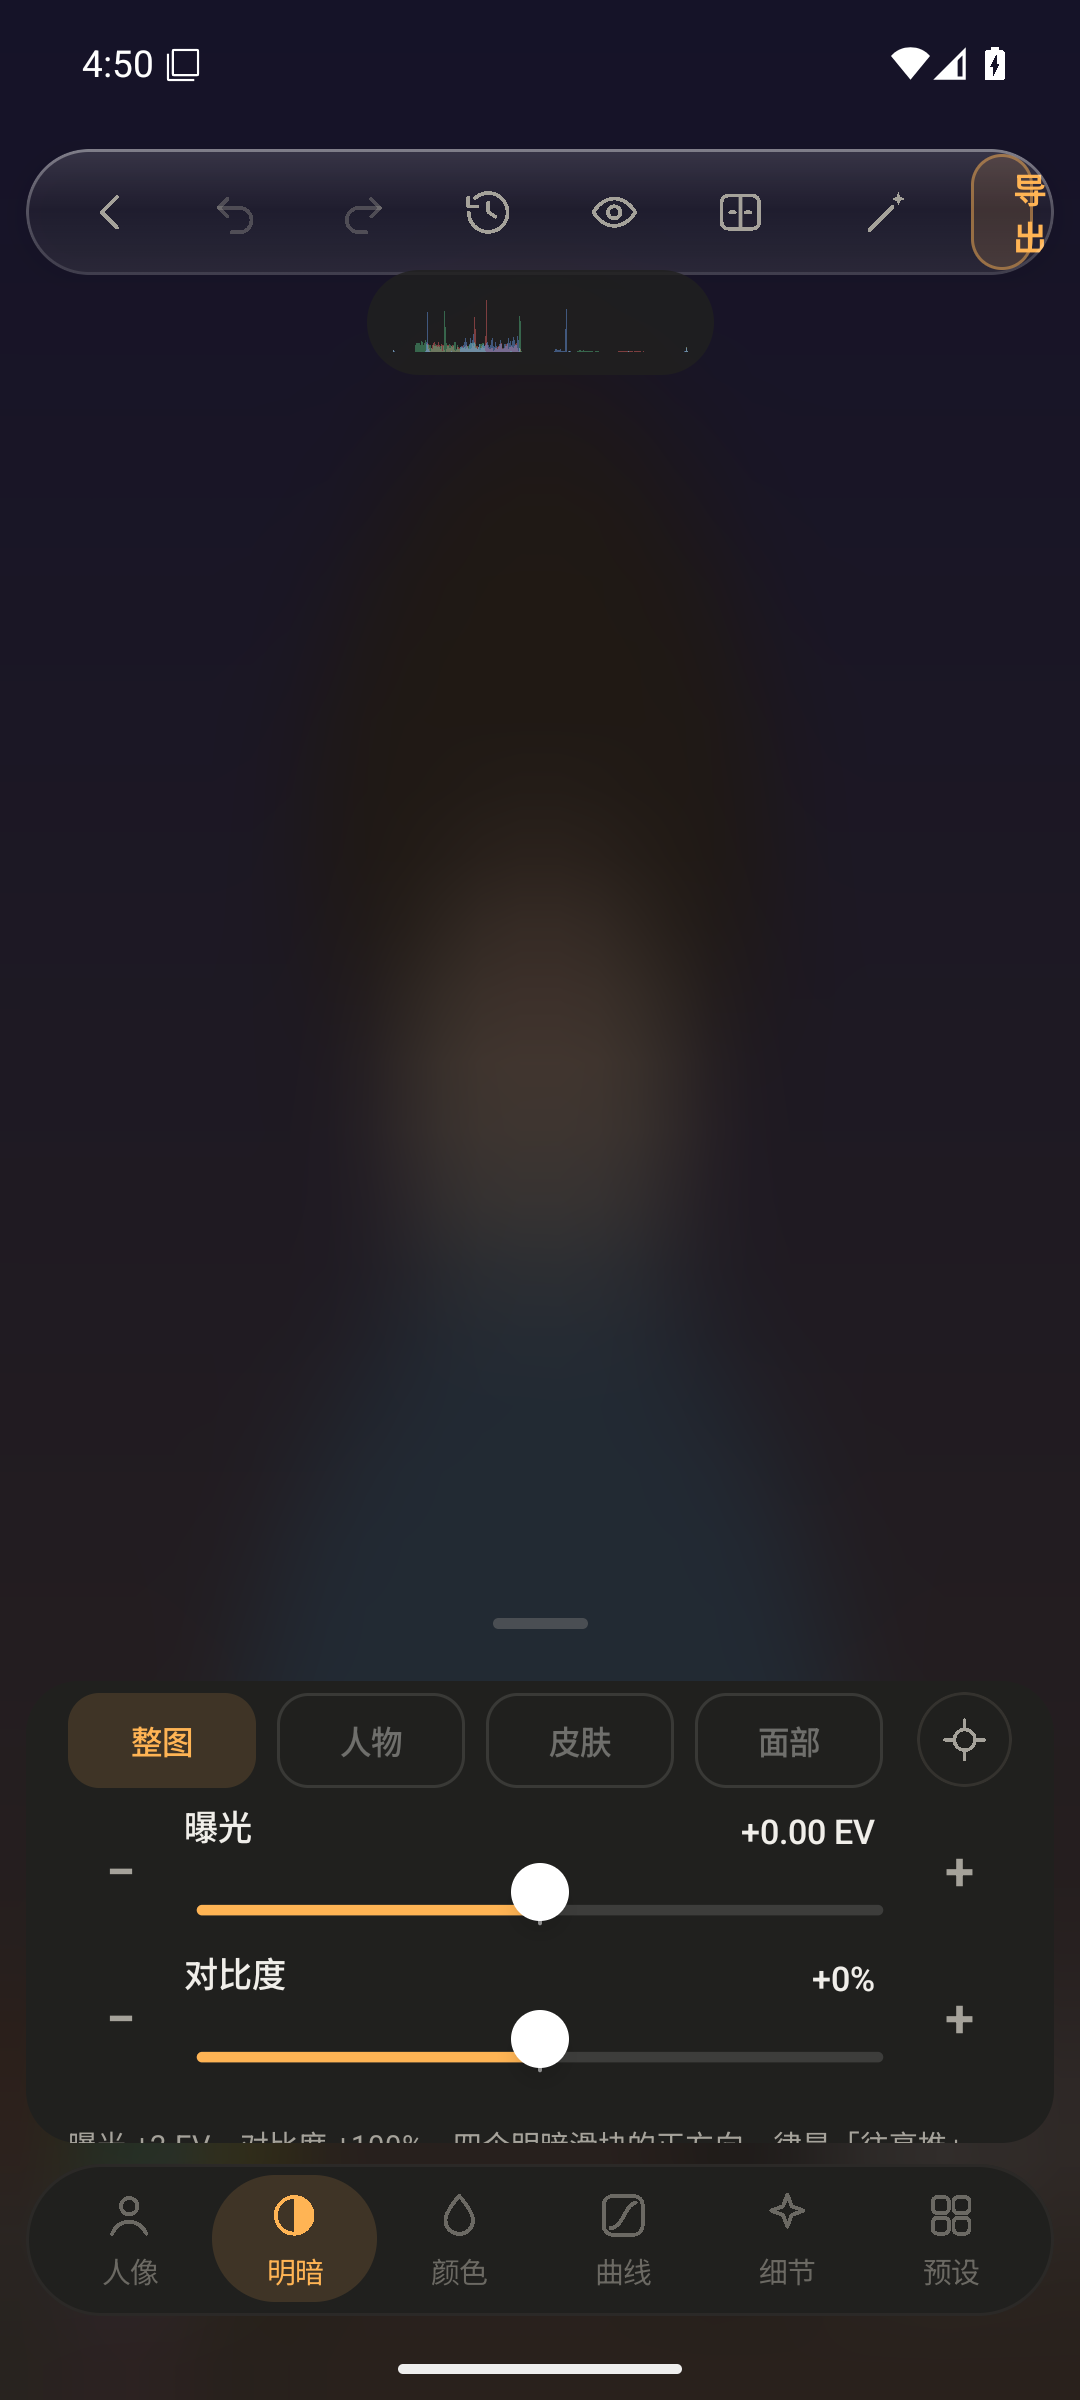 4:50
导
出
整图
人物
皮肤
面部
曝光
+0.00 EV
对比度
+0%
人像
明暗
颜色
曲线
细节
预设